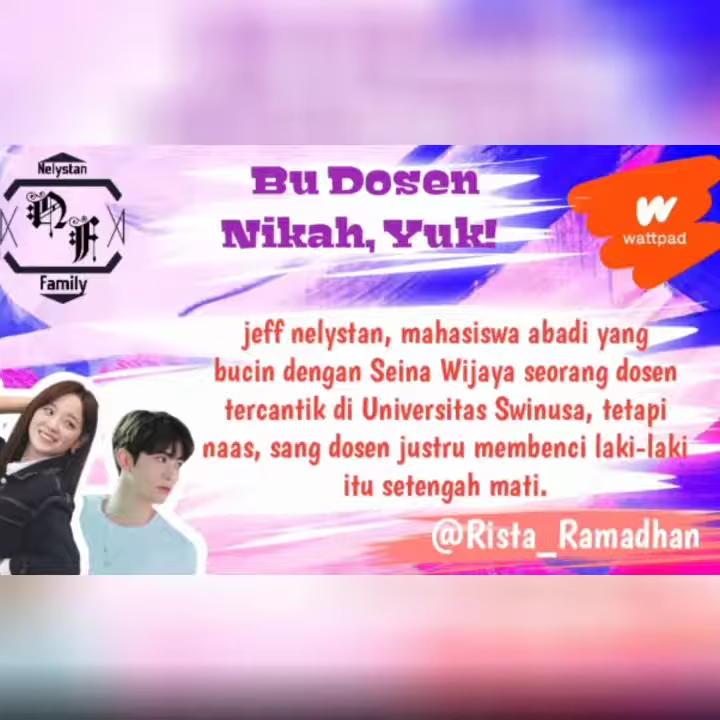 Nelystan
NF
Family
Bu Dosen
Nikah, Yuk!
W
wattpad
jeff nelystan, mahasiswa abadi yang
bucin dengan Seina Wijaya seorang dosen
tercantik di Universitas Swinusa, tetapi
naas, sang dosen justru membenci laki-laki
itu setengah mati.
@Rista_Ramadhan